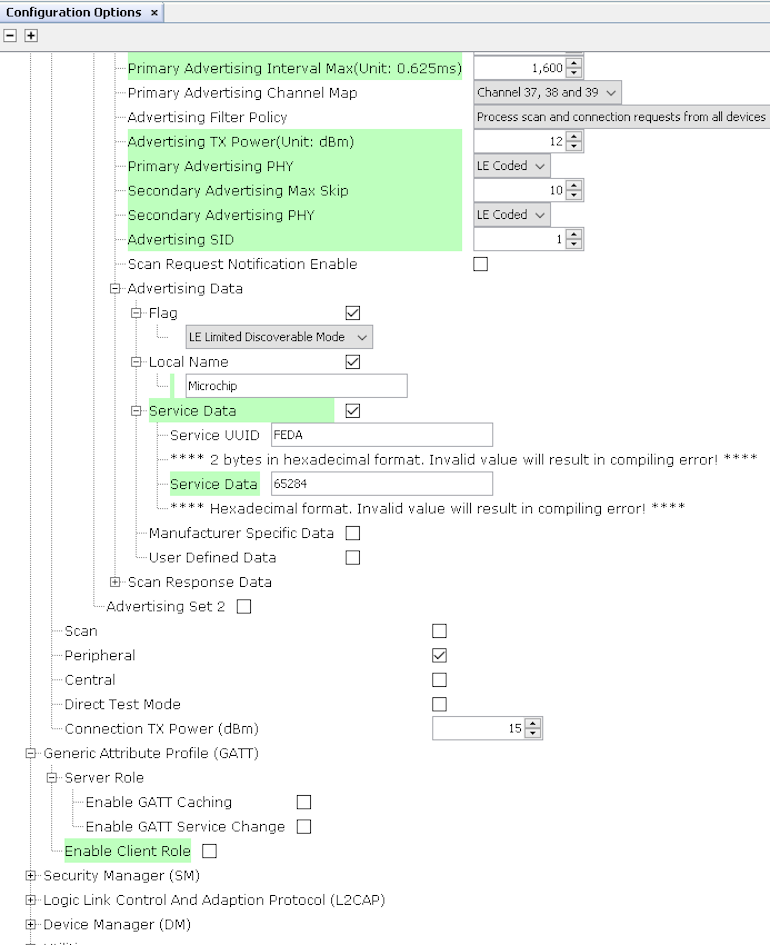 Configuration Options ×
Primary Advertising Interval Max(Unit: 0.625ms) 1,600
Primary Advertising Channel Map Channel 37, 38 and 39
Advertising Filter Policy Process scan and connection requests from all devices
Advertising TX Power(Unit: dBm) 12
Primary Advertising PHY LE Coded
Secondary Advertising Max Skip 10
Secondary Advertising PHY LE Coded
Advertising SID 1
Scan Request Notification Enable
Advertising Data
Flag
LE Limited Discoverable Mode
Local Name
Microchip
Service Data
Service UUID FEDA
**** 2 bytes in hexadecimal format. Invalid value will result in compiling error! ****
Service Data 65284
**** Hexadecimal format. Invalid value will result in compiling error! ****
Manufacturer Specific Data
User Defined Data
Scan Response Data
Advertising Set 2
Scan
Peripheral
Central
Direct Test Mode
Connection TX Power (dBm) 15
Generic Attribute Profile (GATT)
Server Role
Enable GATT Caching
Enable GATT Service Change
Enable Client Role
Security Manager (SM)
Logic Link Control And Adaption Protocol (L2CAP)
Device Manager (DM)